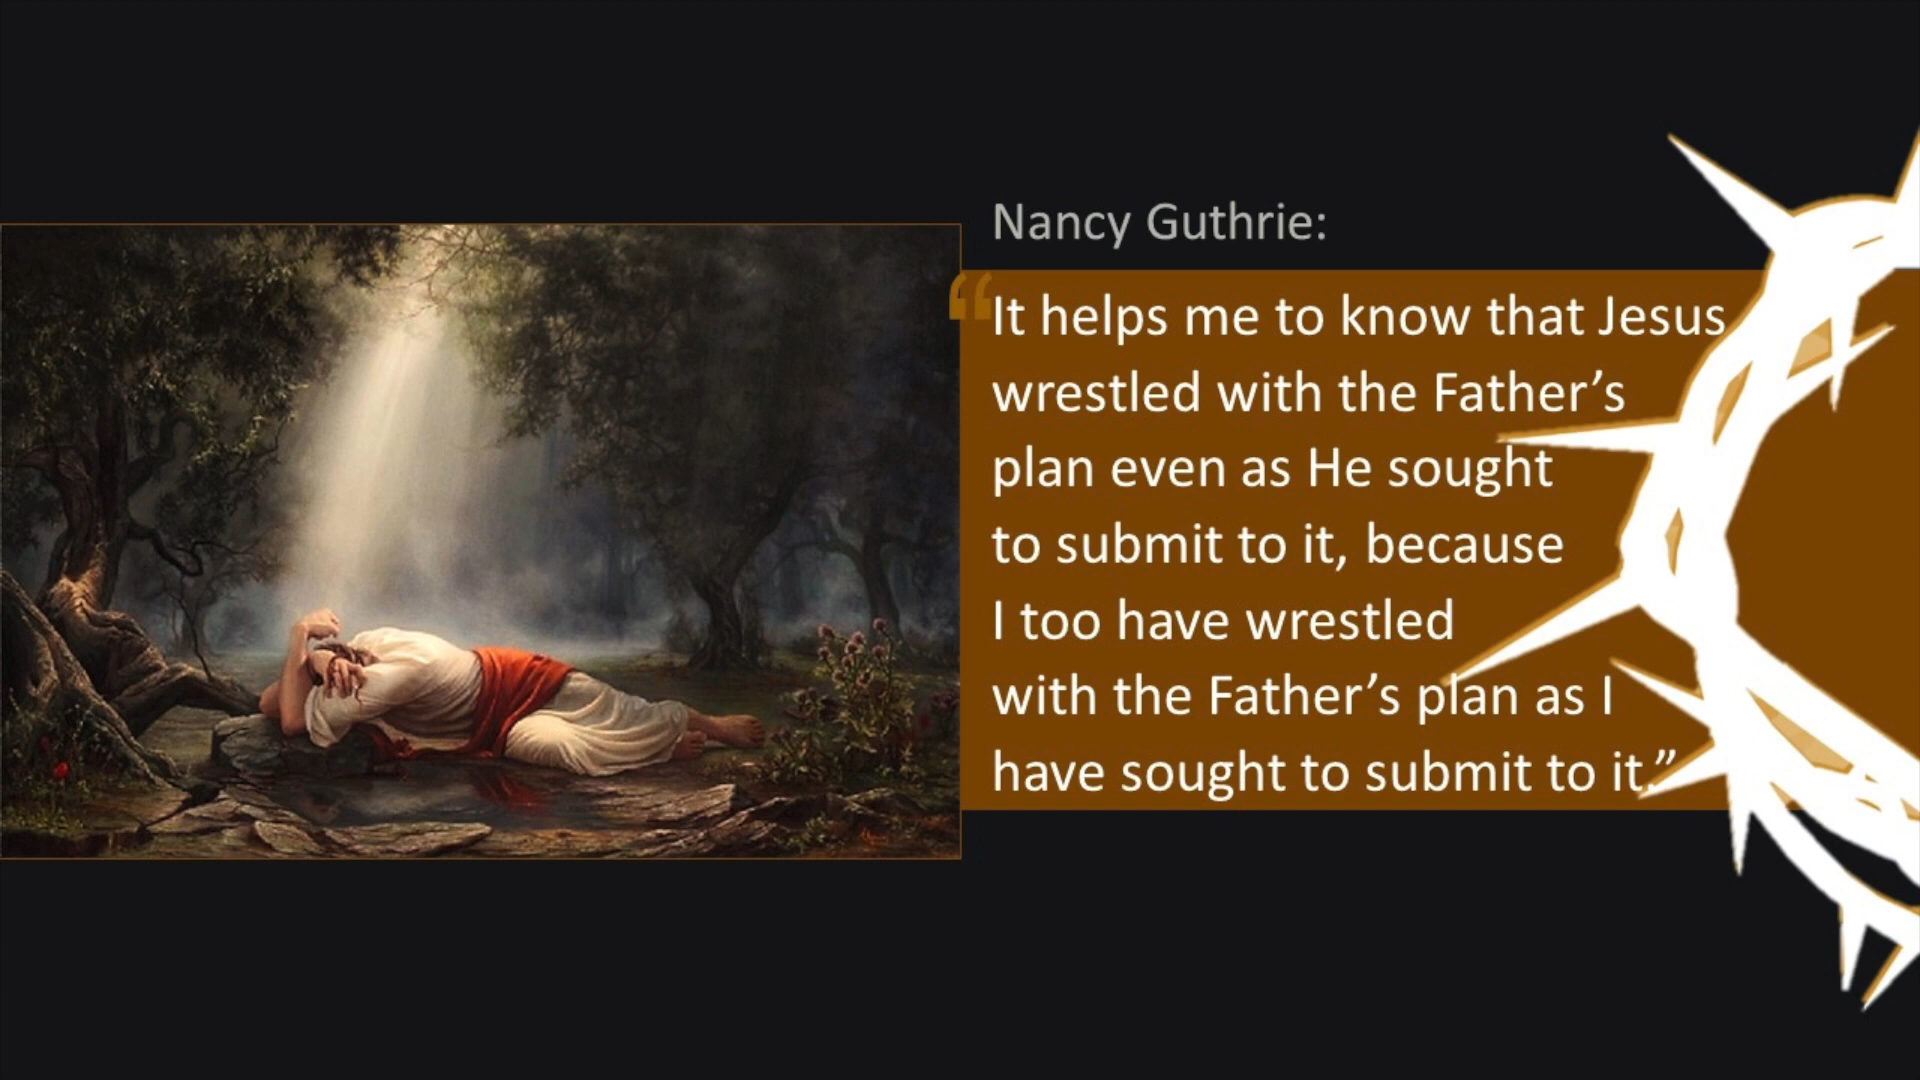 Nancy Guthrie:
“It helps me to know that Jesus
wrestled with the Father’s
plan even as He sought
to submit to it, because
I too have wrestled
with the Father’s plan as I
have sought to submit to it.”